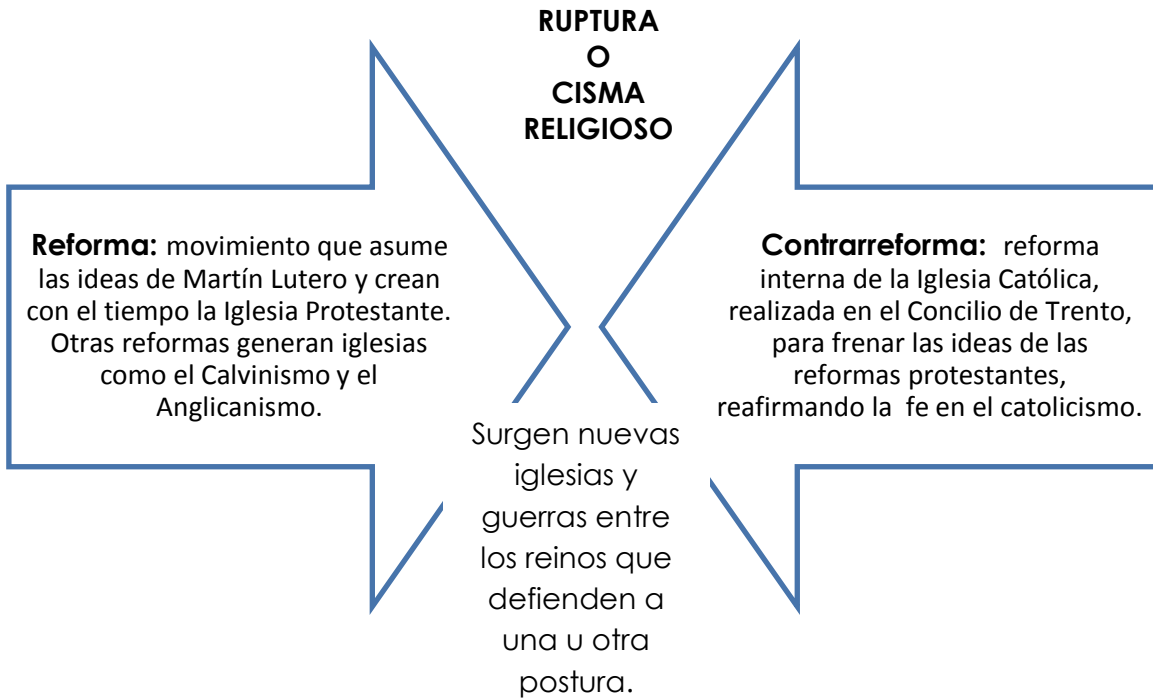 RUPTURA
O
CISMA
RELIGIOSO
Reforma: movimiento que asume
las ideas de Martín Lutero y crean
con el tiempo la Iglesia Protestante.
Otras reformas generan iglesias
como el Calvinismo y el
Anglicanismo.
Contrarreforma: reforma
interna de la Iglesia Católica,
realizada en el Concilio de Trento,
para frenar las ideas de las
reformas protestantes,
reafirmando la fe en el catolicismo.
Surgen nuevas
iglesias y
guerras entre
los reinos que
defienden a
una u otra
postura.